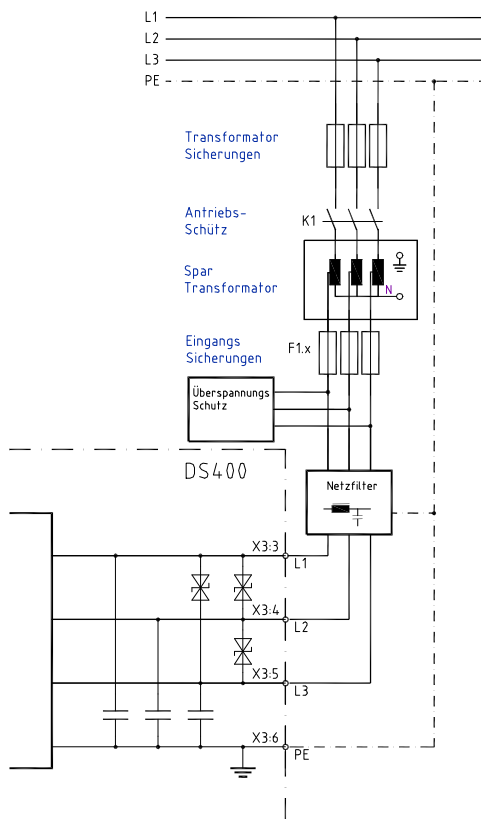 L1
L2
L3
PE
Transformator
Sicherungen
Antriebs-
Schütz
K1
Spar
Transformator
N
Eingangs
Sicherungen
F1.x
Überspannungs
Schutz
DS400
Netzfilter
X3:3
L1
X3:4
L2
X3:5
L3
X3:6
PE